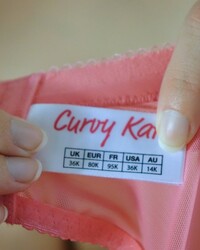 Curvy Ka
UK EUR FR USA AU
36K 80K 95K 36K 14K